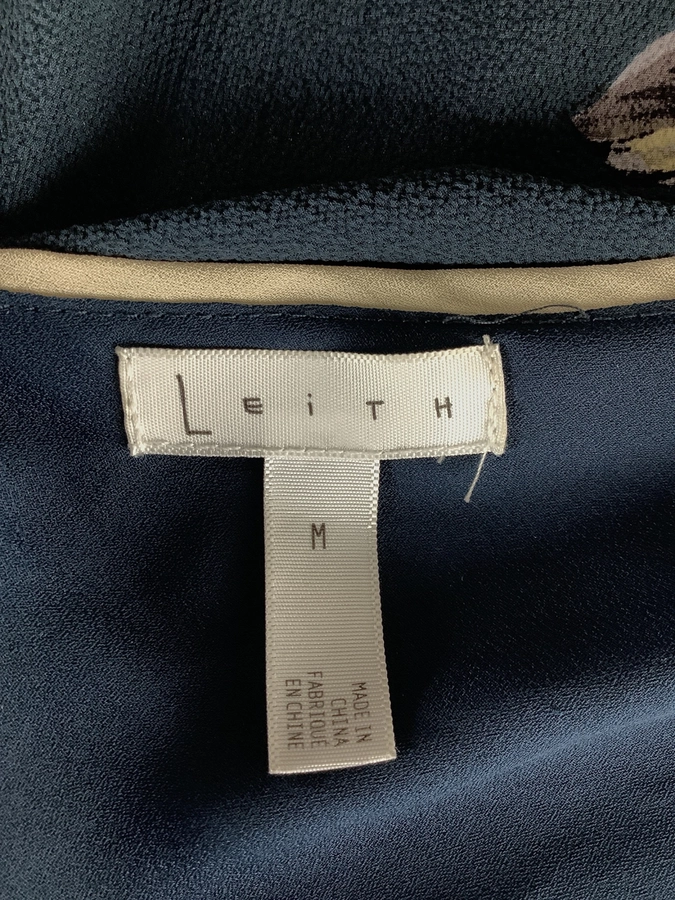 LEiTH
M
MADE IN
CHINA
FABRIQUÉ
EN CHINE